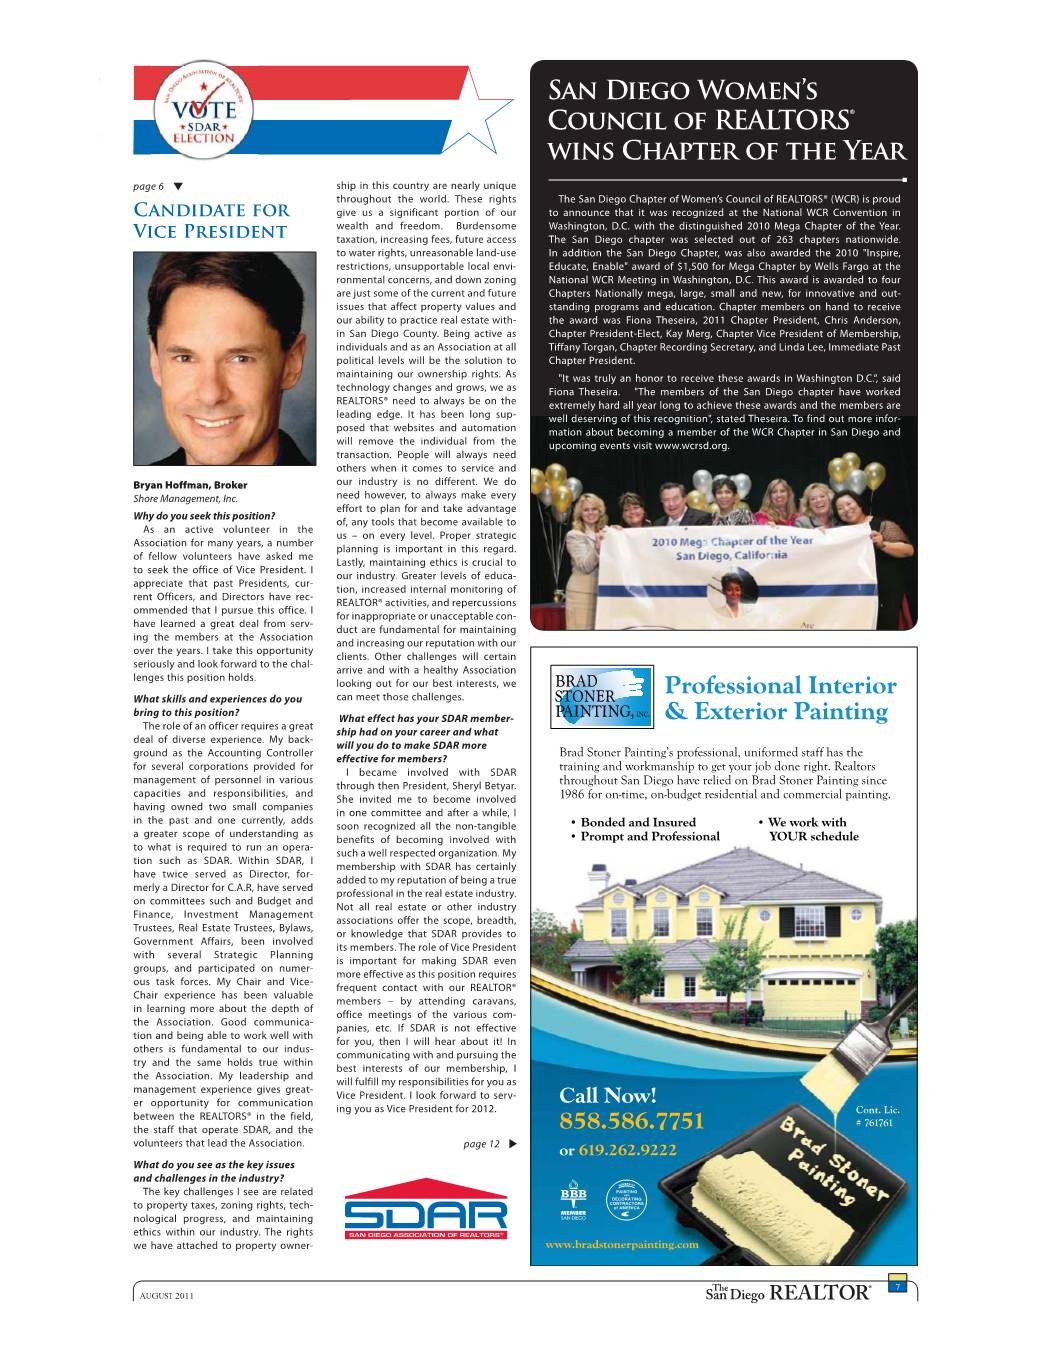 SAN DIEGO ASSOCIATION OF REALTORS
VOTE
SDAR
ELECTION
page 6 ▼
CANDIDATE FOR
VICE PRESIDENT
Bryan Hoffman, Broker
Shore Management, Inc.
Why do you seek this position?
As an active volunteer in the
Association for many years, a number
of fellow volunteers have asked me
to seek the office of Vice President. I
appreciate that past Presidents, cur-
rent Officers, and Directors have rec-
ommended that I pursue this office. I
have learned a great deal from serv-
ing the members at the Association
over the years. I take this opportunity
seriously and look forward to the chal-
lenges this position holds.
What skills and experiences do you
bring to this position?
The role of an officer requires a great
deal of diverse experience. My back-
ground as the Accounting Controller
for several corporations provided for
management of personnel in various
capacities and responsibilities, and
having owned two small companies
in the past and one currently, adds
a greater scope of understanding as
to what is required to run an opera-
tion such as SDAR. Within SDAR, I
have twice served as Director, for-
merly a Director for C.A.R, have served
on committees such and Budget and
Finance, Investment Management
Trustees, Real Estate Trustees, Bylaws,
Government Affairs, been involved
with several Strategic Planning
groups, and participated on numer-
ous task forces. My Chair and Vice-
Chair experience has been valuable
in learning more about the depth of
the Association. Good communica-
tion and being able to work well with
others is fundamental to our indus-
try and the same holds true within
the Association. My leadership and
management experience gives great-
er opportunity for communication
between the REALTORS® in the field,
the staff that operate SDAR, and the
volunteers that lead the Association.
What do you see as the key issues
and challenges in the industry?
The key challenges I see are related
to property taxes, zoning rights, tech-
nological progress, and maintaining
ethics within our industry. The rights
we have attached to property owner-
ship in this country are nearly unique
throughout the world. These rights
give us a significant portion of our
wealth and freedom. Burdensome
taxation, increasing fees, future access
to water rights, unreasonable land-use
restrictions, unsupportable local envi-
ronmental concerns, and down zoning
are just some of the current and future
issues that affect property values and
our ability to practice real estate with-
in San Diego County. Being active as
individuals and as an Association at all
political levels will be the solution to
maintaining our ownership rights. As
technology changes and grows, we as
REALTORS® need to always be on the
leading edge. It has been long sup-
posed that websites and automation
will remove the individual from the
transaction. People will always need
others when it comes to service and
our industry is no different. We do
need however, to always make every
effort to plan for and take advantage
of, any tools that become available to
us – on every level. Proper strategic
planning is important in this regard.
Lastly, maintaining ethics is crucial to
our industry. Greater levels of educa-
tion, increased internal monitoring of
REALTOR® activities, and repercussions
for inappropriate or unacceptable con-
duct are fundamental for maintaining
and increasing our reputation with our
clients. Other challenges will certain
arrive and with a healthy Association
looking out for our best interests, we
can meet those challenges.
What effect has your SDAR member-
ship had on your career and what
will you do to make SDAR more
effective for members?
I became involved with SDAR
through then President, Sheryl Betyar.
She invited me to become involved
in one committee and after a while, I
soon recognized all the non-tangible
benefits of becoming involved with
such a well respected organization. My
membership with SDAR has certainly
added to my reputation of being a true
professional in the real estate industry.
Not all real estate or other industry
associations offer the scope, breadth,
or knowledge that SDAR provides to
its members. The role of Vice President
is important for making SDAR even
more effective as this position requires
frequent contact with our REALTOR®
members – by attending caravans,
office meetings of the various com-
panies, etc. If SDAR is not effective
for you, then I will hear about it! In
communicating with and pursuing the
best interests of our membership, I
will fulfill my responsibilities for you as
Vice President. I look forward to serv-
ing you as Vice President for 2012.
page 12 ▶
SDAR
SAN DIEGO ASSOCIATION OF REALTORS®
SAN DIEGO WOMEN'S
COUNCIL OF REALTORS®
WINS CHAPTER OF THE YEAR
The San Diego Chapter of Women's Council of REALTORS® (WCR) is proud
to announce that it was recognized at the National WCR Convention in
Washington, D.C. with the distinguished 2010 Mega Chapter of the Year.
The San Diego chapter was selected out of 263 chapters nationwide.
In addition the San Diego Chapter, was also awarded the 2010 "Inspire,
Educate, Enable" award of $1,500 for Mega Chapter by Wells Fargo at the
National WCR Meeting in Washington, D.C. This award is awarded to four
Chapters Nationally mega, large, small and new, for innovative and out-
standing programs and education. Chapter members on hand to receive
the award was Fiona Theseira, 2011 Chapter President, Chris Anderson,
Chapter President-Elect, Kay Merg, Chapter Vice President of Membership,
Tiffany Torgan, Chapter Recording Secretary, and Linda Lee, Immediate Past
Chapter President.
"It was truly an honor to receive these awards in Washington D.C.", said
Fiona Theseira. "The members of the San Diego chapter have worked
extremely hard all year long to achieve these awards and the members are
well deserving of this recognition", stated Theseira. To find out more infor-
mation about becoming a member of the WCR Chapter in San Diego and
upcoming events visit www.wcrsd.org.
2010 Mega Chapter of the Year
San Diego, California
Are
BRAD
STONER
PAINTING, INC.
Professional Interior
& Exterior Painting
Brad Stoner Painting's professional, uniformed staff has the
training and workmanship to get your job done right. Realtors
throughout San Diego have relied on Brad Stoner Painting since
1986 for on-time, on-budget residential and commercial painting.
• Bonded and Insured
• Prompt and Professional
• We work with
YOUR schedule
Call Now!
858.586.7751
or 619.262.9222
Cont. Lic.
# 761761
Brad Stoner
Painting
BBB
MEMBER
SAN DIEGO
PAINTING
AND
DECORATING
CONTRACTORS
of AMERICA
www.bradstonerpainting.com
AUGUST 2011
The
San Diego REALTOR®
7